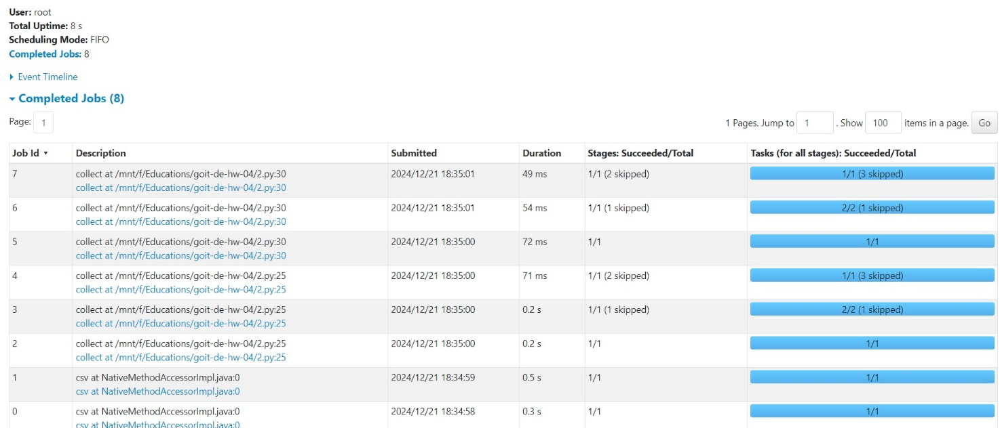 User: root
Total Uptime: 8 s
Scheduling Mode: FIFO
Completed Jobs: 8
Event Timeline
Completed Jobs (8)
Page: 1
1 Pages. Jump to 1 . Show 100 items in a page. Go
Job Id Description Submitted Duration Stages: Succeeded/Total Tasks (for all stages): Succeeded/Total
7 collect at /mnt/f/Educations/goit-de-hw-04/2.py:30 2024/12/21 18:35:01 49 ms 1/1 (2 skipped) 1/1 (3 skipped)
collect at /mnt/f/Educations/goit-de-hw-04/2.py:30
6 collect at /mnt/f/Educations/goit-de-hw-04/2.py:30 2024/12/21 18:35:01 54 ms 1/1 (1 skipped) 2/2 (1 skipped)
collect at /mnt/f/Educations/goit-de-hw-04/2.py:30
5 collect at /mnt/f/Educations/goit-de-hw-04/2.py:30 2024/12/21 18:35:00 72 ms 1/1 1/1
collect at /mnt/f/Educations/goit-de-hw-04/2.py:30
4 collect at /mnt/f/Educations/goit-de-hw-04/2.py:25 2024/12/21 18:35:00 71 ms 1/1 (2 skipped) 1/1 (3 skipped)
collect at /mnt/f/Educations/goit-de-hw-04/2.py:25
3 collect at /mnt/f/Educations/goit-de-hw-04/2.py:25 2024/12/21 18:35:00 0.2 s 1/1 (1 skipped) 2/2 (1 skipped)
collect at /mnt/f/Educations/goit-de-hw-04/2.py:25
2 collect at /mnt/f/Educations/goit-de-hw-04/2.py:25 2024/12/21 18:35:00 0.2 s 1/1 1/1
collect at /mnt/f/Educations/goit-de-hw-04/2.py:25
1 csv at NativeMethodAccessorImpl.java:0 2024/12/21 18:34:59 0.5 s 1/1 1/1
csv at NativeMethodAccessorImpl.java:0
0 csv at NativeMethodAccessorImpl.java:0 2024/12/21 18:34:58 0.3 s 1/1 1/1
csv at NativeMethodAccessorImpl.java:0